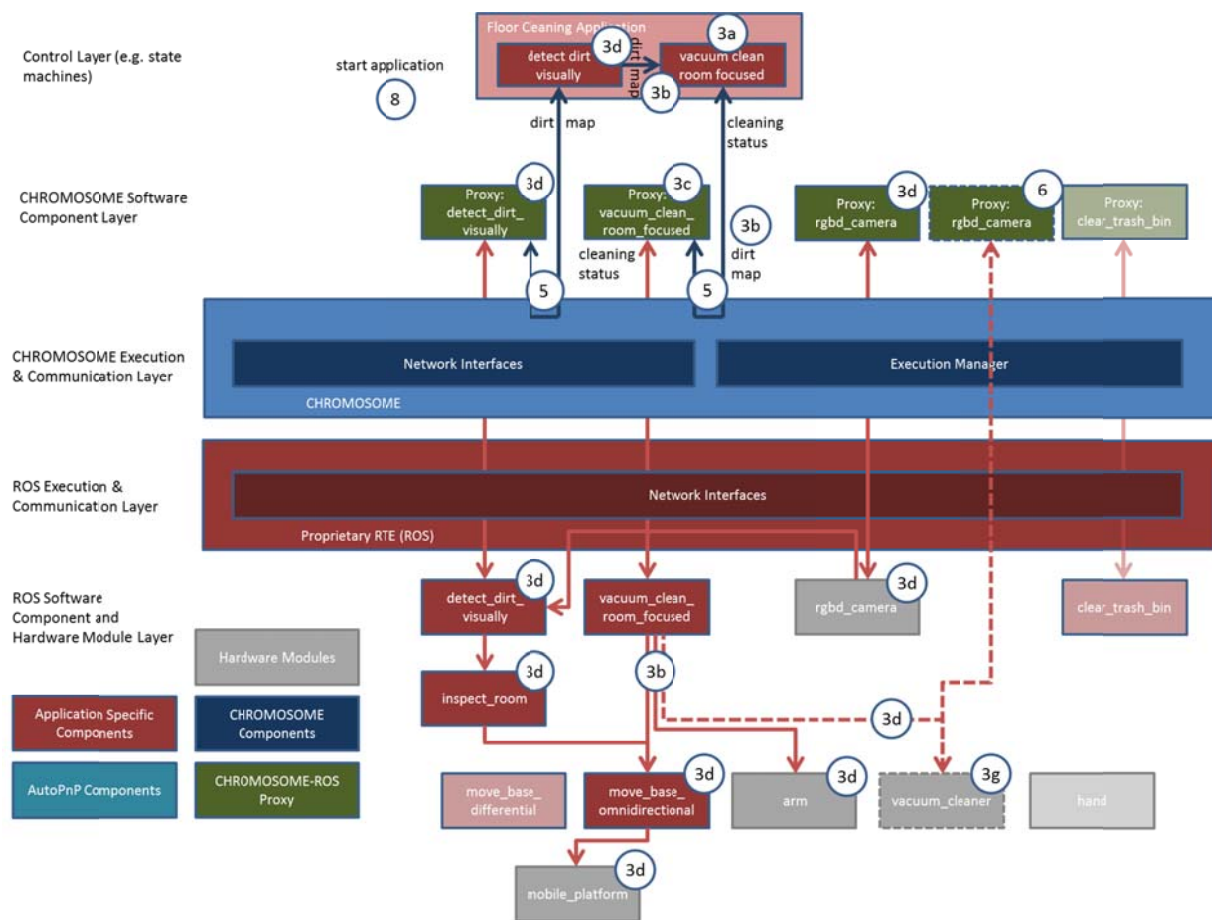 Floor Ceaning Application
Control Layer (e.g. state
machines)
start application
8
detect dirt
visually
3d
dirt
map
3b
3a
vacuum clean
room focused
dirt map
cleaning
status
CHROMOSOME Software
Component Layer
Proxy:
detect_dirt_
visually
3d
Proxy:
vacuum_clean_
room_focused
3c
Proxy:
rgbd_camera
3d
Proxy:
rgbd_camera
6
Proxy:
clear_trash_bin
cleaning
status
3b
dirt
map
5
5
CHROMOSOME Execution
& Communication Layer
Network Interfaces
Execution Manager
CHROMOSOME
ROS Execution &
Communication Layer
Network Interfaces
Proprietary RTE (ROS)
ROS Software
Component and
Hardware Module Layer
detect_dirt_
visually
3d
vacuum_clean_
room_focused
rgbd_camera
3d
clear_trash_bin
Hardware Modules
inspect_room
3d
3b
3d
Application Specific
Components
CHROMOSOME
Components
AutoPnP Components
CHROMOSOME-ROS
Proxy
move_base_
differential
move_base_
omnidirectional
3d
arm
3d
vacuum_cleaner
3g
hand
mobile_platform
3d